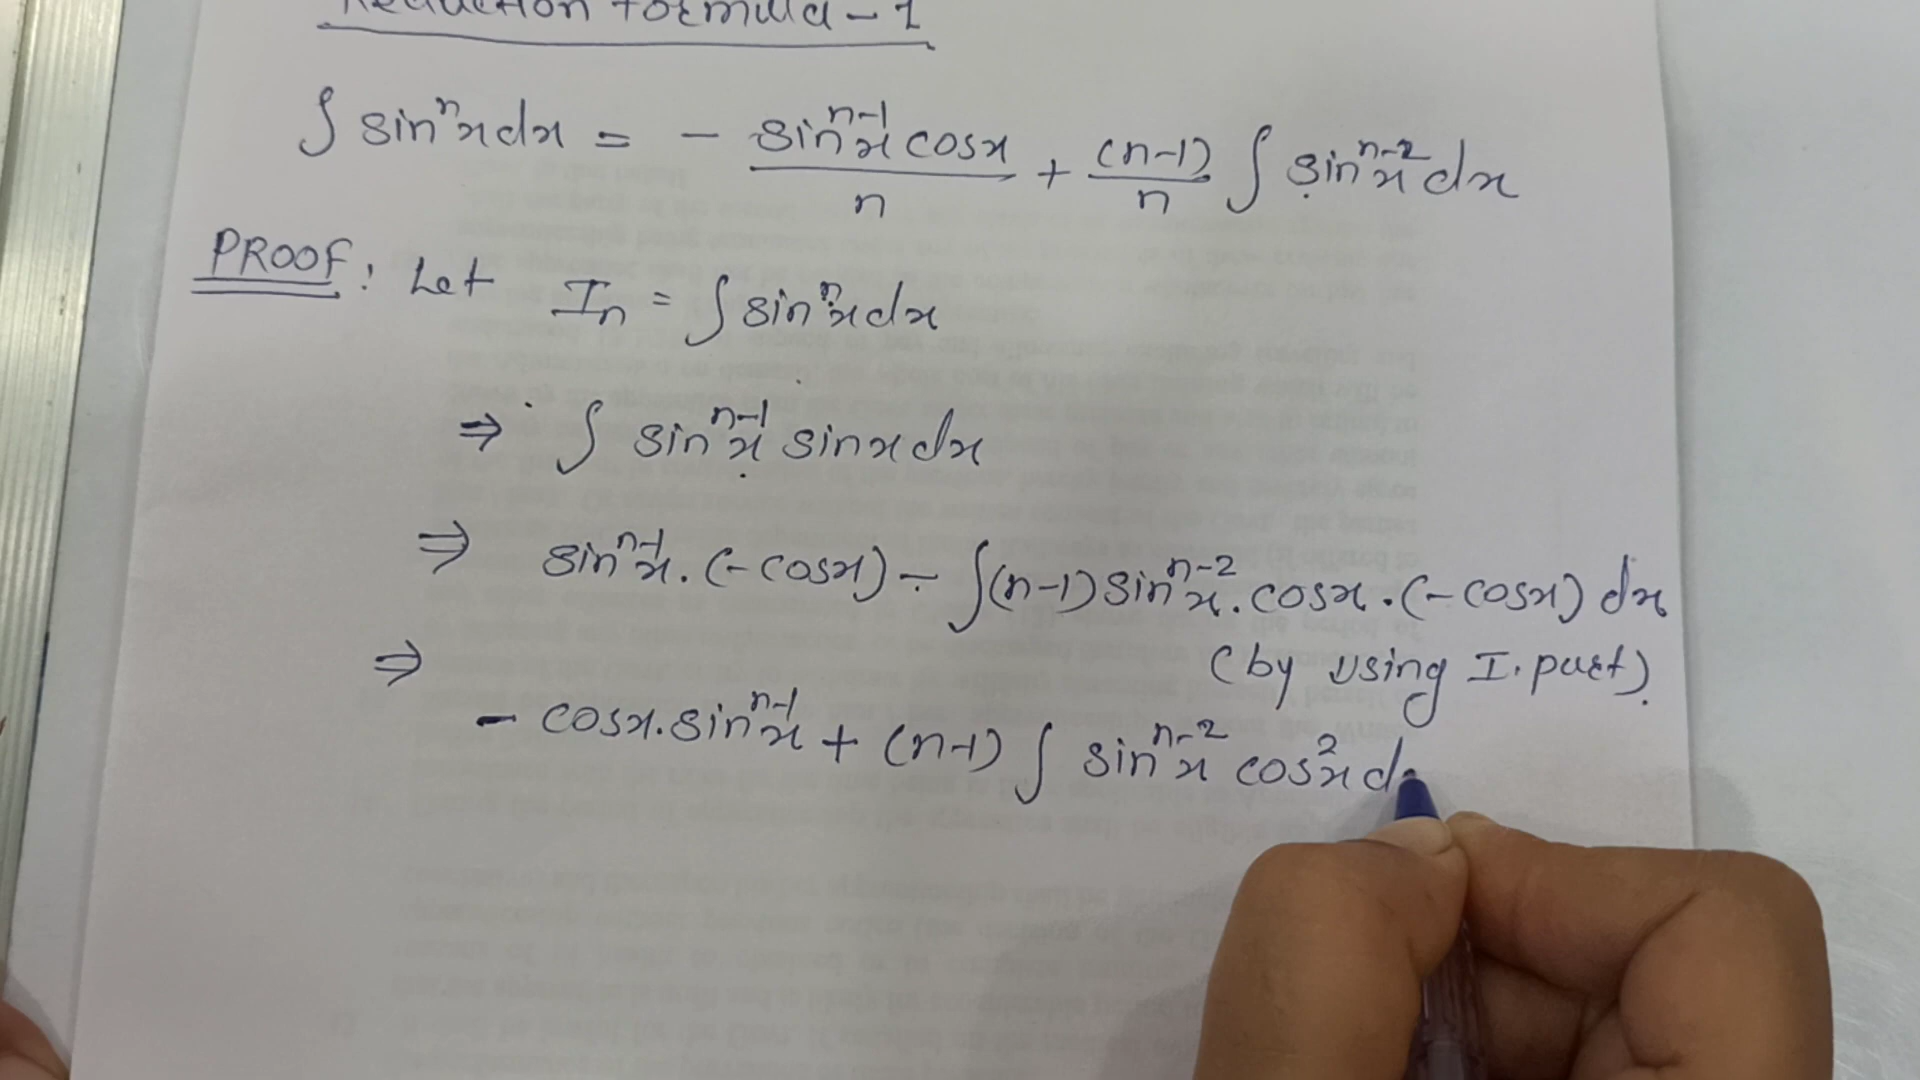 Reduction formula - 1
∫ sinⁿx dx = - sinⁿ⁻¹x cosx / n + (n-1) / n ∫ sinⁿ⁻²x dx
PROOF : Let Iₙ = ∫ sinⁿx dx
⇒ ∫ sinⁿ⁻¹x sinx dx
⇒ sinⁿ⁻¹x . (- cosx) - ∫(n-1) sinⁿ⁻²x . cosx . (- cosx) dx
(by using I. part)
⇒ - cosx . sinⁿ⁻¹x + (n-1) ∫ sinⁿ⁻²x cos²x d